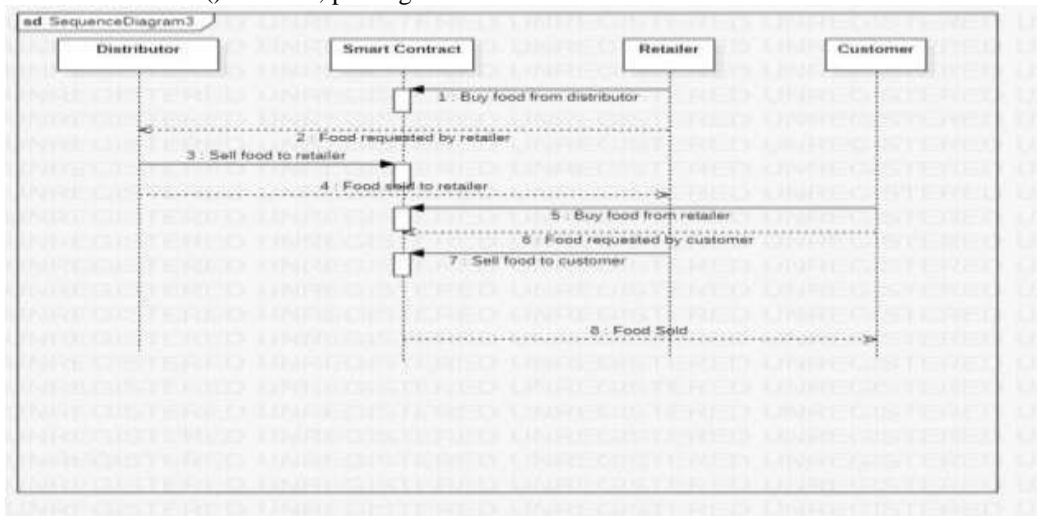 sd SequenceDiagram3
Distributor
Smart Contract
Retailer
Customer
1 : Buy food from distributor
2 : Food requested by retailer
3 : Sell food to retailer
4 : Food sold to retailer
5 : Buy food from retailer
6 : Food requested by customer
7 : Sell food to customer
8 : Food Sold
UNREGISTERED